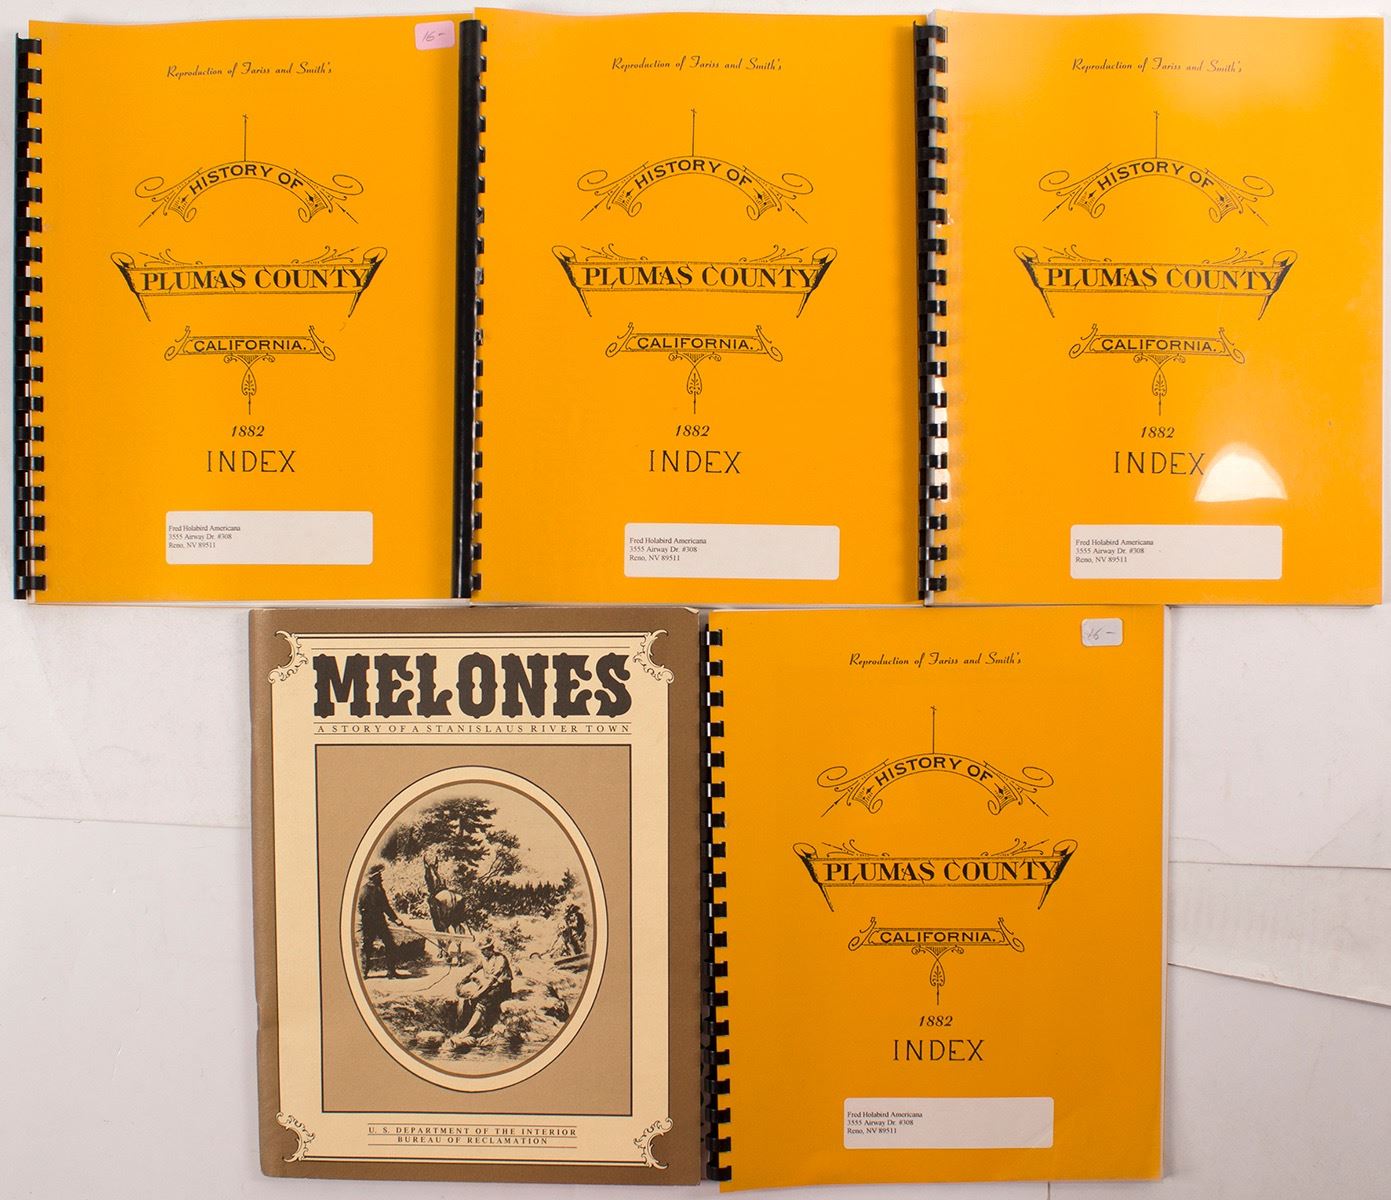 16-
Reproduction of Fariss and Smith's
HISTORY OF
PLUMAS COUNTY
CALIFORNIA.
1882
INDEX
Fred Holabird Americana
3555 Airway Dr. #308
Reno, NV 89511
Reproduction of Fariss and Smith's
HISTORY OF
PLUMAS COUNTY
CALIFORNIA.
1882
INDEX
Fred Holabird Americana
3555 Airway Dr. #308
Reno, NV 89511
Reproduction of Fariss and Smith's
HISTORY OF
PLUMAS COUNTY
CALIFORNIA.
1882
INDEX
Fred Holabird Americana
3555 Airway Dr. #308
Reno, NV 89511
MELONES
A STORY OF A STANISLAUS RIVER TOWN
U. S. DEPARTMENT OF THE INTERIOR
BUREAU OF RECLAMATION
16-
Reproduction of Fariss and Smith's
HISTORY OF
PLUMAS COUNTY
CALIFORNIA.
1882
INDEX
Fred Holabird Americana
3555 Airway Dr. #308
Reno, NV 89511